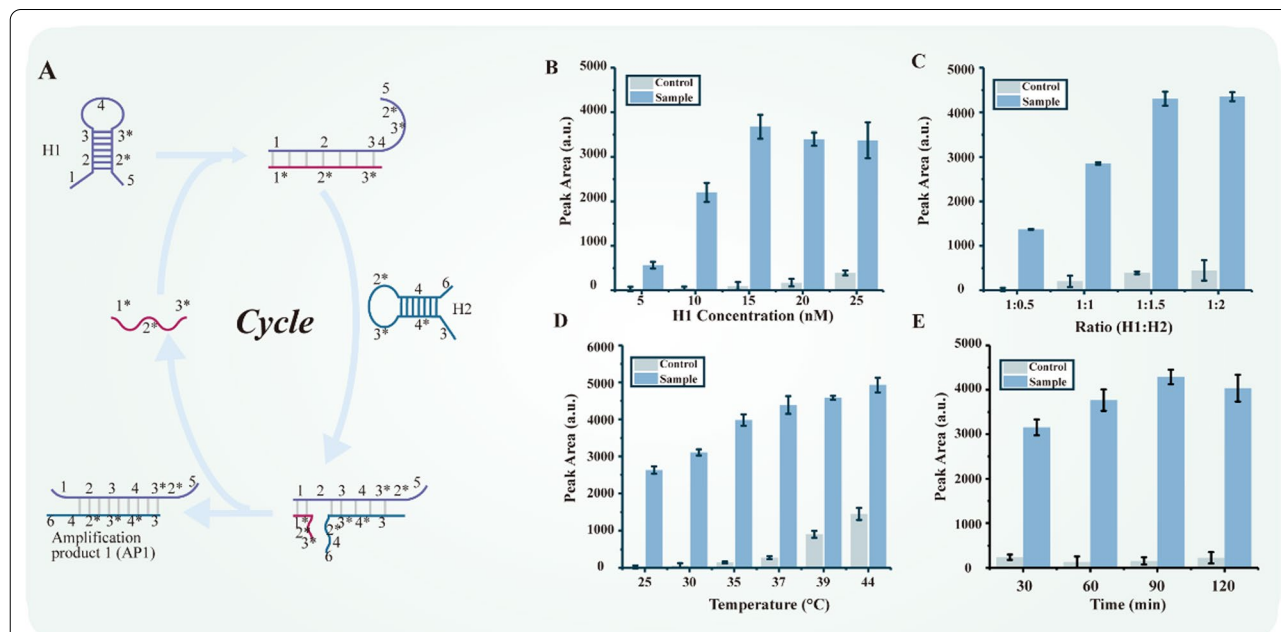 A
4
3 3*
H1
2 2*
1 5
5
2*
3*
1 2 3 4
1* 2* 3*
1* 3*
2*
Cycle
2* 4 6
H2
3* 4* 3
1 2 3 4 3* 2* 5
6 4 2* 3* 4* 3
Amplification
product 1 (AP1)
1 2 3 4 3* 2* 5
1* 2* 3* 4* 3
2* 4
3* 6
B
5000
Control
Sample
4000
3000
2000
1000
0
Peak Area (a.u.)
5 10 15 20 25
H1 Concentration (nM)
C
5000
Control
Sample
4000
3000
2000
1000
0
Peak Area (a.u.)
1:0.5 1:1 1:1.5 1:2
Ratio (H1:H2)
D
6000
Control
Sample
5000
4000
3000
2000
1000
0
Peak Area (a.u.)
25 30 35 37 39 44
Temperature (°C)
E
5000
Control
Sample
4000
3000
2000
1000
0
Peak Area (a.u.)
30 60 90 120
Time (min)